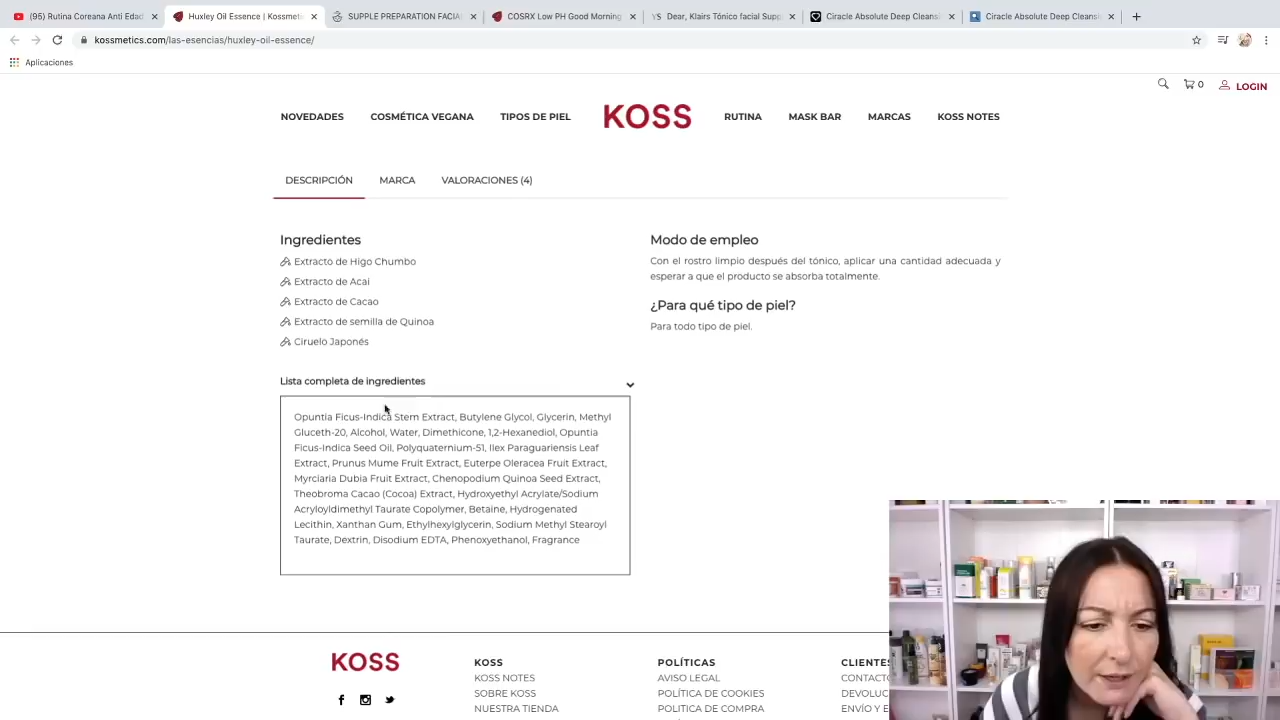 (95) Rutina Coreana Anti Edad
Huxley Oil Essence | Kossmeti
SUPPLE PREPARATION FACIAL
COSRX Low PH Good Morning
YS
Dear, Klairs Tónico facial Supp
Ciracle Absolute Deep Cleansi
Ciracle Absolute Deep Cleansi
kossmetics.com/las-esencias/huxley-oil-essence/
Aplicaciones
0
LOGIN
NOVEDADES
COSMÉTICA VEGANA
TIPOS DE PIEL
KOSS
RUTINA
MASK BAR
MARCAS
KOSS NOTES
DESCRIPCIÓN
MARCA
VALORACIONES (4)
Ingredientes
Extracto de Higo Chumbo
Extracto de Acai
Extracto de Cacao
Extracto de semilla de Quinoa
Ciruelo Japonés
Lista completa de ingredientes
Opuntia Ficus-Indica Stem Extract, Butylene Glycol, Glycerin, Methyl
Gluceth-20, Alcohol, Water, Dimethicone, 1,2-Hexanediol, Opuntia
Ficus-Indica Seed Oil, Polyquaternium-51, Ilex Paraguariensis Leaf
Extract, Prunus Mume Fruit Extract, Euterpe Oleracea Fruit Extract,
Myrciaria Dubia Fruit Extract, Chenopodium Quinoa Seed Extract,
Theobroma Cacao (Cocoa) Extract, Hydroxyethyl Acrylate/Sodium
Acryloyldimethyl Taurate Copolymer, Betaine, Hydrogenated
Lecithin, Xanthan Gum, Ethylhexylglycerin, Sodium Methyl Stearoyl
Taurate, Dextrin, Disodium EDTA, Phenoxyethanol, Fragrance
Modo de empleo
Con el rostro limpio después del tónico, aplicar una cantidad adecuada y
esperar a que el producto se absorba totalmente.
¿Para qué tipo de piel?
Para todo tipo de piel.
KOSS
KOSS
KOSS NOTES
SOBRE KOSS
NUESTRA TIENDA
POLÍTICAS
AVISO LEGAL
POLÍTICA DE COOKIES
POLITICA DE COMPRA
CLIENTES
CONTACTO
DEVOLUC
ENVÍO Y E